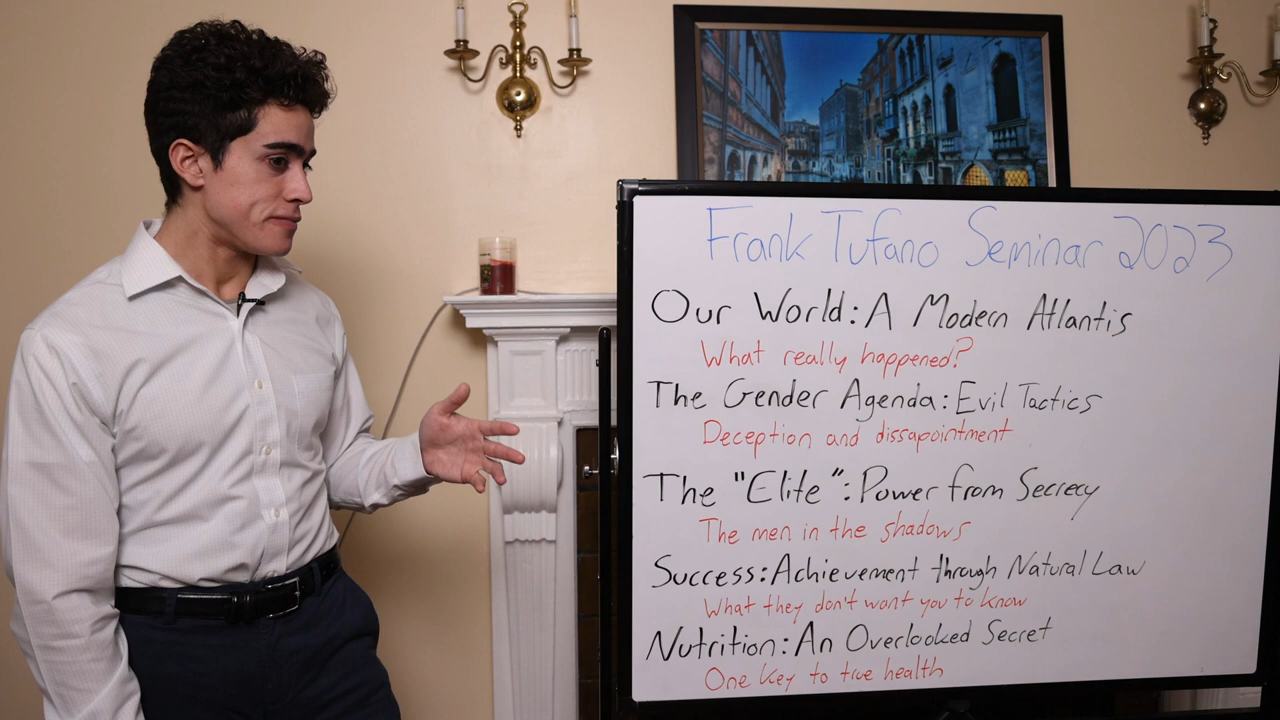 Frank Tufano Seminar 2023
Our World: A Modern Atlantis
What really happened?
The Gender Agenda: Evil Tactics
Deception and dissapointment
The "Elite": Power from Secrecy
The men in the shadows
Success: Achievement through Natural Law
What they don't want you to know
Nutrition: An Overlooked Secret
One key to true health